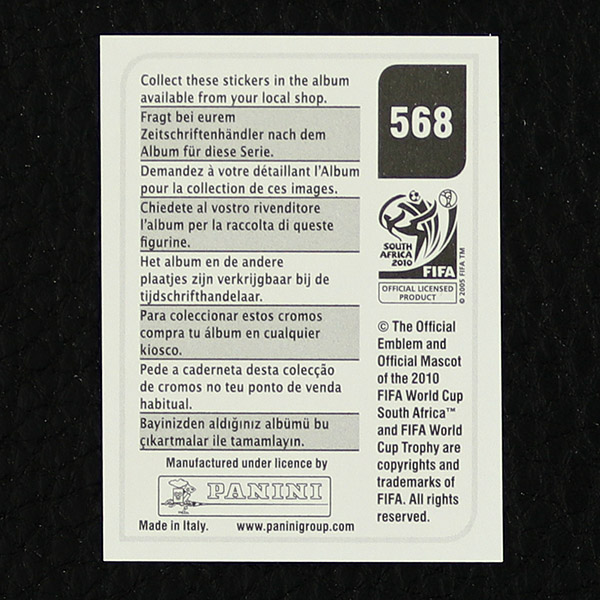 Collect these stickers in the album
available from your local shop.
Fragt bei eurem
Zeitschriftenhändler nach dem
Album für diese Serie.
Demandez à votre détaillant l'Album
pour la collection de ces images.
Chiedete al vostro rivenditore
l'album per la raccolta di queste
figurine.
Het album en de andere
plaatjes zijn verkrijgbaar bij de
tijdschrifthandelaar.
Para coleccionar estos cromos
compra tu álbum en cualquier
kiosco.
Pede a caderneta desta colecção
de cromos no teu ponto de venda
habitual.
Bayinizden aldığınız albümü bu
çıkartmalar ile tamamlayın.
Manufactured under licence by
PANINI
Made in Italy. www.paninigroup.com
568
SOUTH
AFRICA
2010
FIFA
© 2005 FIFA TM
OFFICIAL LICENSED
PRODUCT
© The Official
Emblem and
Official Mascot
of the 2010
FIFA World Cup
South Africa™
and FIFA World
Cup Trophy are
copyrights and
trademarks of
FIFA. All rights
reserved.